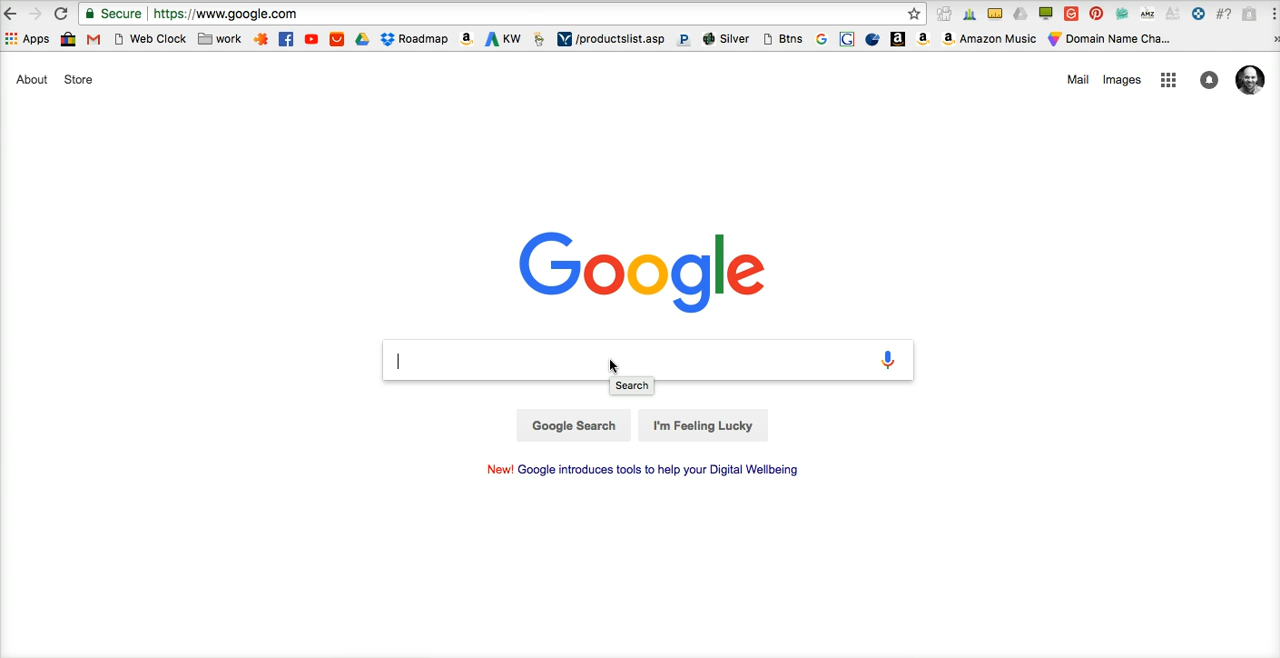 Secure https://www.google.com #?
Apps Web Clock work Roadmap KW /productslist.asp P Silver Btns G G a Amazon Music Domain Name Cha... »
About Store Mail Images
Google
Search
Google Search I'm Feeling Lucky
New! Google introduces tools to help your Digital Wellbeing